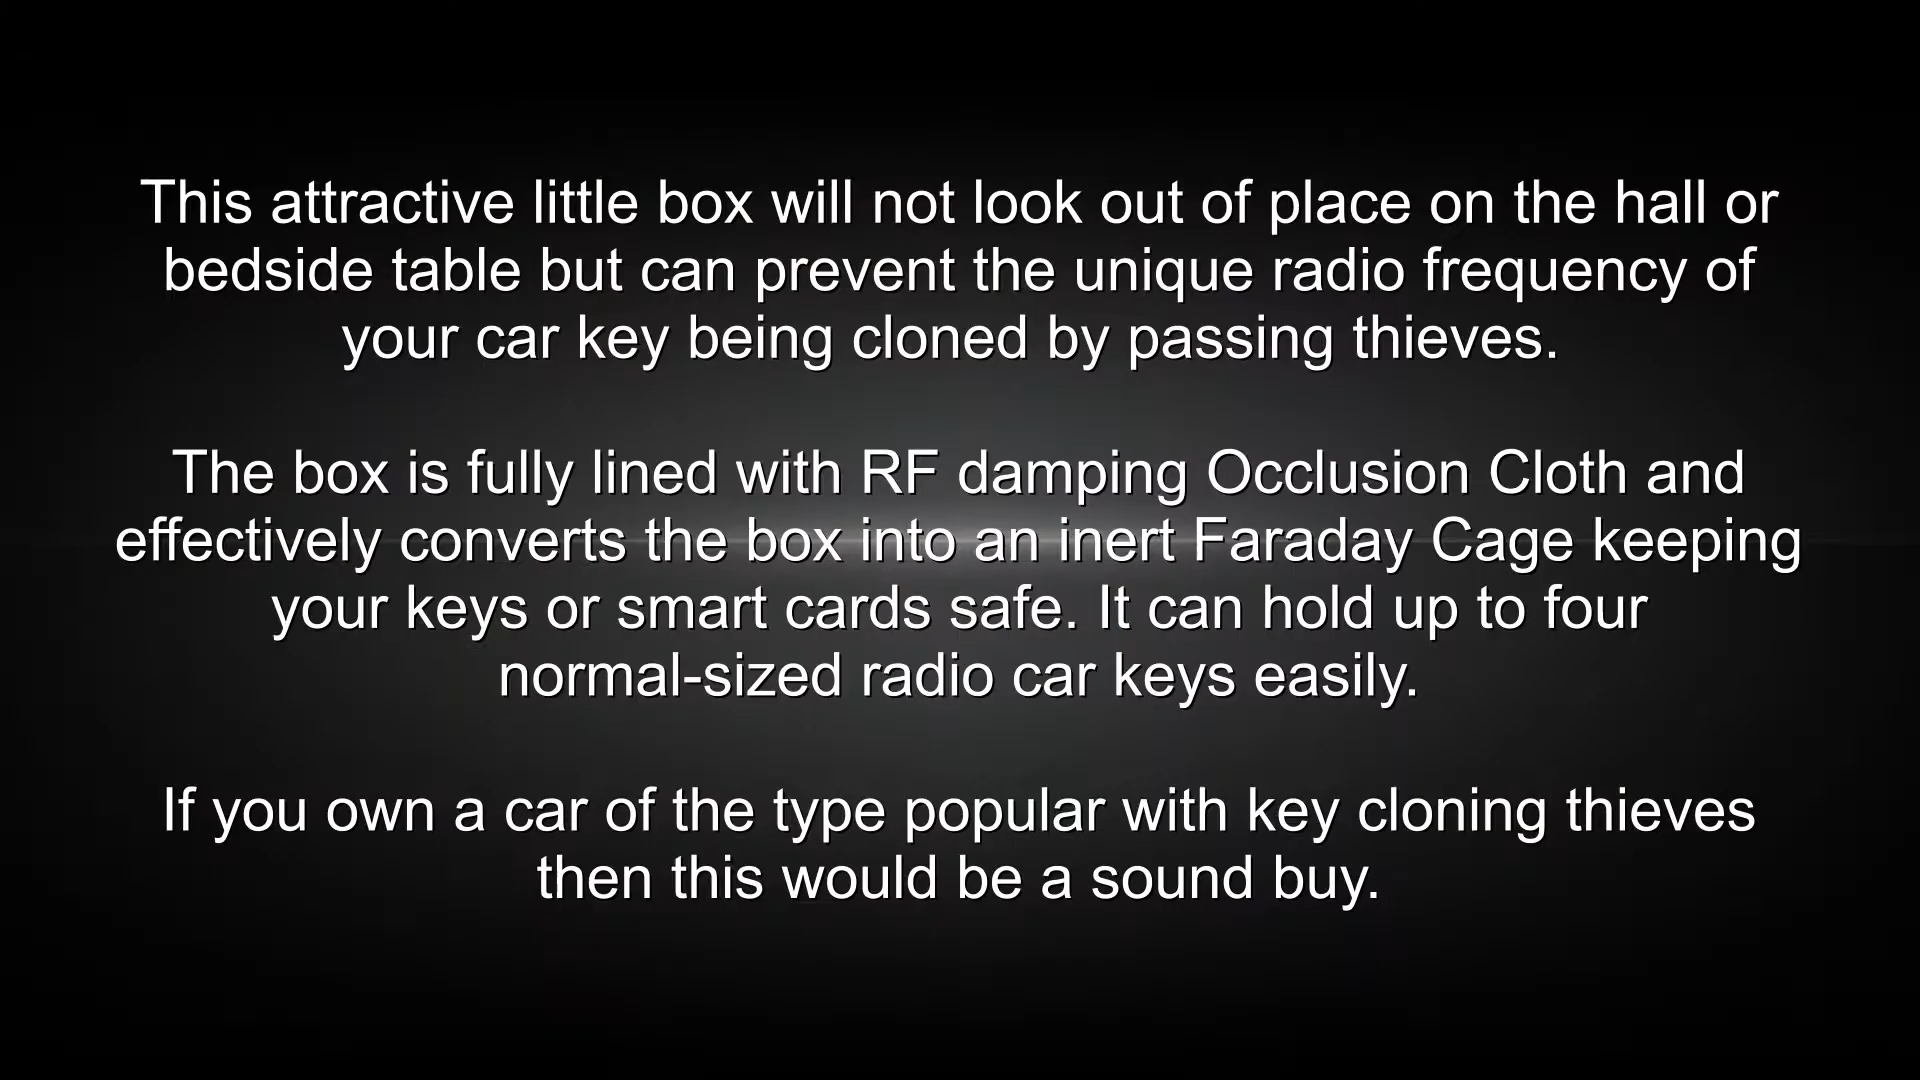 This attractive little box will not look out of place on the hall or
bedside table but can prevent the unique radio frequency of
your car key being cloned by passing thieves.
The box is fully lined with RF damping Occlusion Cloth and
effectively converts the box into an inert Faraday Cage keeping
your keys or smart cards safe. It can hold up to four
normal-sized radio car keys easily.
If you own a car of the type popular with key cloning thieves
then this would be a sound buy.